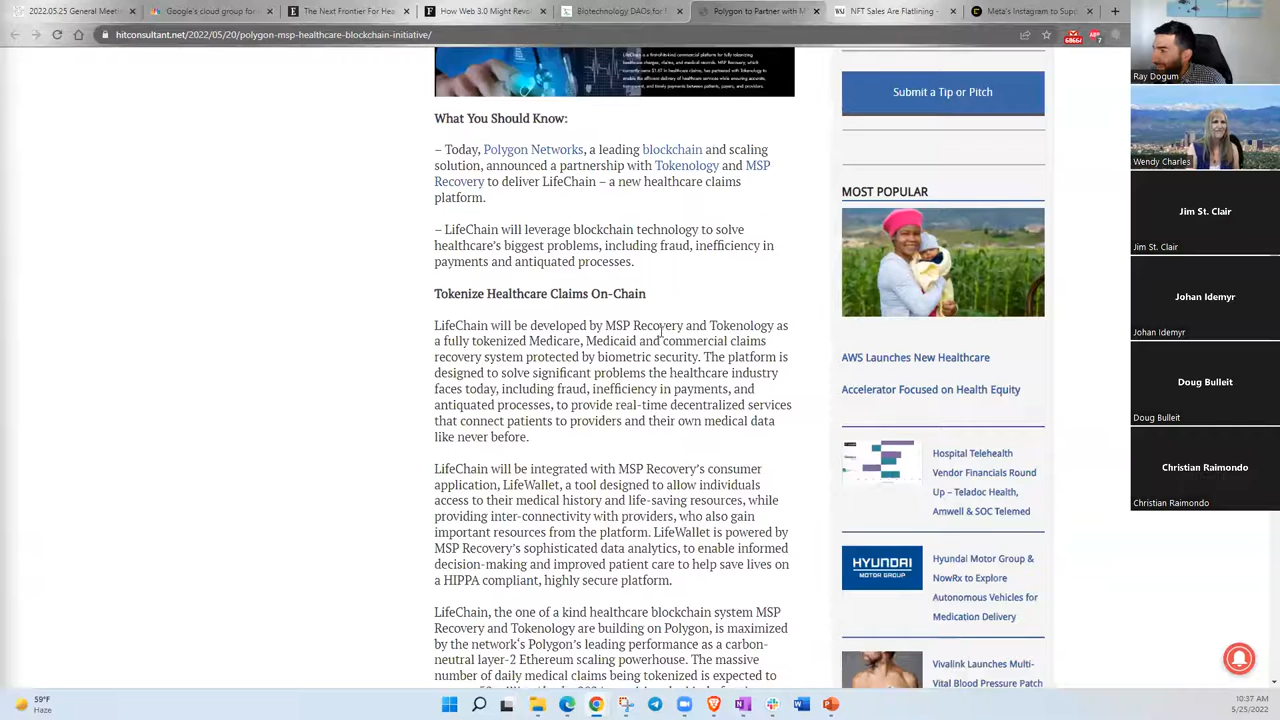 2022.05.25 General Meeti
Google's cloud group for
The Next Frontier For Hea
How Web 3.0 Might Revol
Biotechnology DAOs for
Polygon to Partner with M
NFT Sales Are Flatlining -
Meta's Instagram to Sup
hitconsultant.net/2022/05/20/polygon-msp-healthcare-blockchain-initiative/
What You Should Know:
– Today, Polygon Networks, a leading blockchain and scaling
solution, announced a partnership with Tokenology and MSP
Recovery to deliver LifeChain – a new healthcare claims
platform.
– LifeChain will leverage blockchain technology to solve
healthcare's biggest problems, including fraud, inefficiency in
payments and antiquated processes.
Tokenize Healthcare Claims On-Chain
LifeChain will be developed by MSP Recovery and Tokenology as
a fully tokenized Medicare, Medicaid and commercial claims
recovery system protected by biometric security. The platform is
designed to solve significant problems the healthcare industry
faces today, including fraud, inefficiency in payments, and
antiquated processes, to provide real-time decentralized services
that connect patients to providers and their own medical data
like never before.
LifeChain will be integrated with MSP Recovery's consumer
application, LifeWallet, a tool designed to allow individuals
access to their medical history and life-saving resources, while
providing inter-connectivity with providers, who also gain
important resources from the platform. LifeWallet is powered by
MSP Recovery's sophisticated data analytics, to enable informed
decision-making and improved patient care to help save lives on
a HIPPA compliant, highly secure platform.
LifeChain, the one of a kind healthcare blockchain system MSP
Recovery and Tokenology are building on Polygon, is maximized
by the network's Polygon's leading performance as a carbon-
neutral layer-2 Ethereum scaling powerhouse. The massive
number of daily medical claims being tokenized is expected to
Submit a Tip or Pitch
MOST POPULAR
AWS Launches New Healthcare
Accelerator Focused on Health Equity
Hospital Telehealth
Vendor Financials Round
Up – Teladoc Health,
Amwell & SOC Telemed
HYUNDAI
MOTOR GROUP
Hyundai Motor Group &
NowRx to Explore
Autonomous Vehicles for
Medication Delivery
Vivalink Launches Multi-
Vital Blood Pressure Patch
Ray Dogum
Wendy Charles
Jim St. Clair
Jim St. Clair
Johan Idemyr
Johan Idemyr
Doug Bulleit
Doug Bulleit
Christian Raimondo
Christian Raimondo
59°F
Haze
10:37 AM
5/25/2022